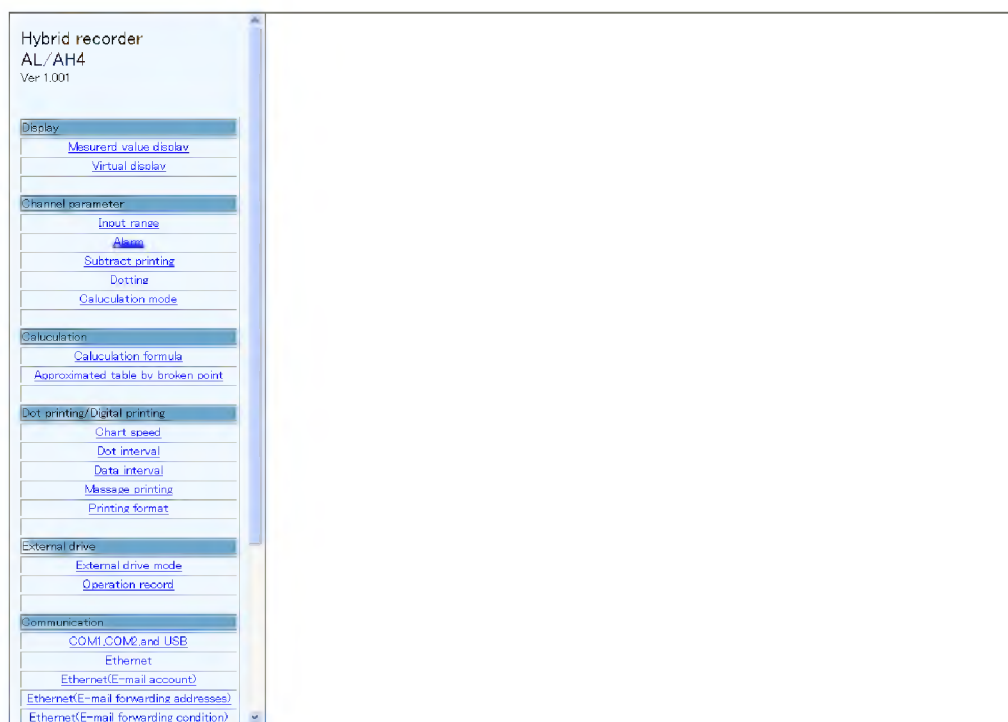 Hybrid recorder
AL/AH4
Ver 1.001
Display
Mesurerd value display
Virtual display
Channel parameter
Input range
Alarm
Subtract printing
Dotting
Caluculation mode
Caluculation
Caluculation formula
Approximated table by broken point
Dot printing/Digital printing
Chart speed
Dot interval
Data interval
Massage printing
Printing format
External drive
External drive mode
Operation record
Communication
COM1,COM2,and USB
Ethernet
Ethernet(E-mail account)
Ethernet(E-mail forwarding addresses)
Ethernet(E-mail forwarding condition)